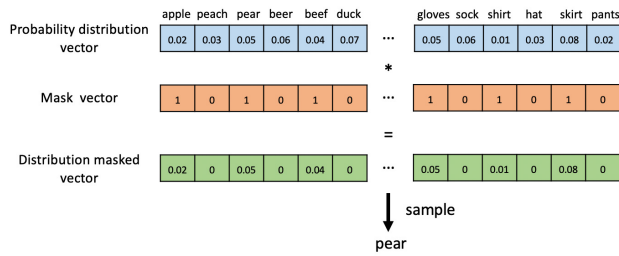 apple peach pear beer beef duck gloves sock shirt hat skirt pants
Probability distribution vector 0.02 0.03 0.05 0.06 0.04 0.07 ... 0.05 0.06 0.01 0.03 0.08 0.02
*
Mask vector 1 0 1 0 1 0 ... 1 0 1 0 1 0
=
Distribution masked vector 0.02 0 0.05 0 0.04 0 ... 0.05 0 0.01 0 0.08 0
sample
pear